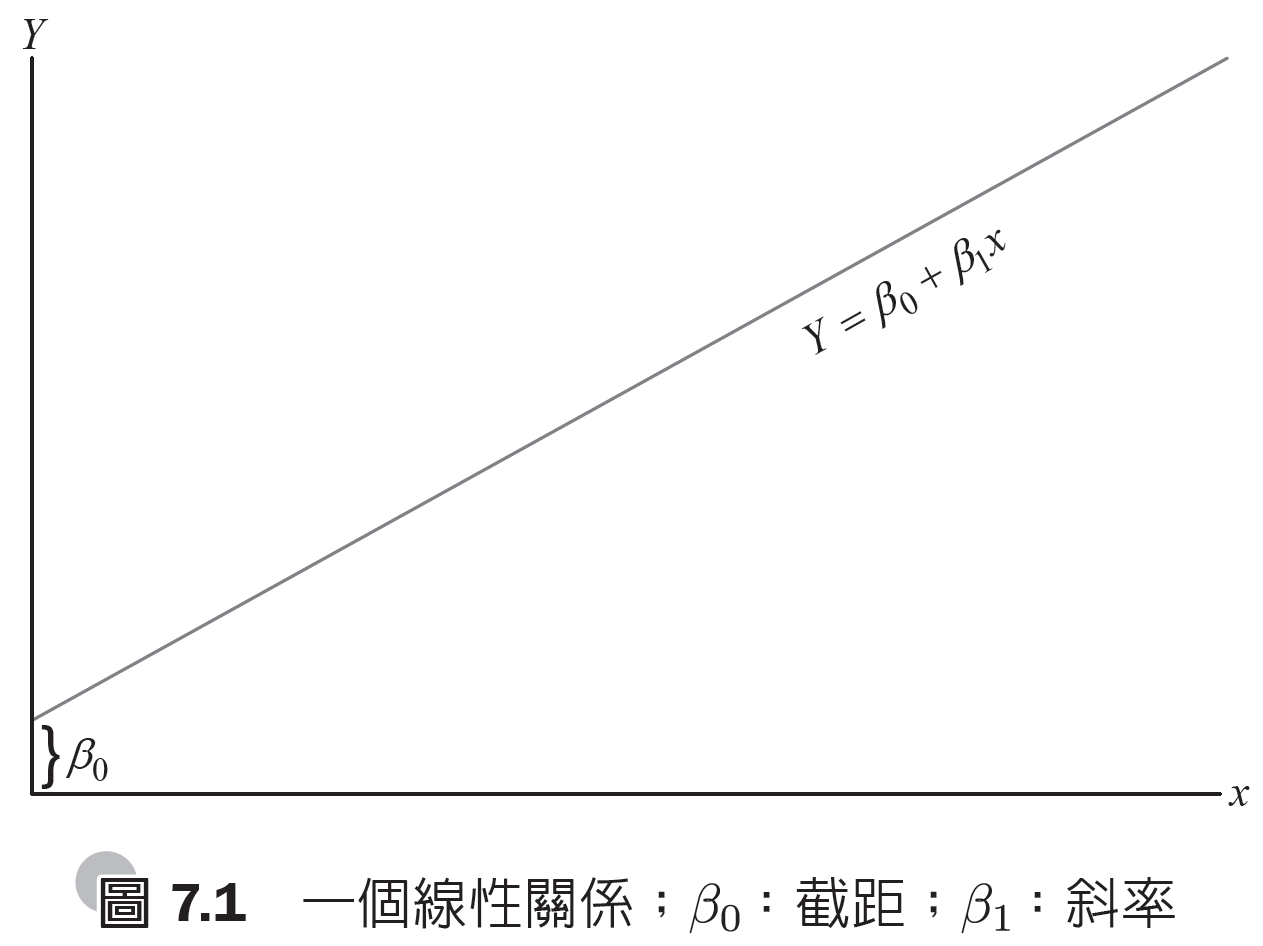 Y
Y = β₀ + β₁x
}β₀
x
圖 7.1 一個線性關係；β₀：截距；β₁：斜率